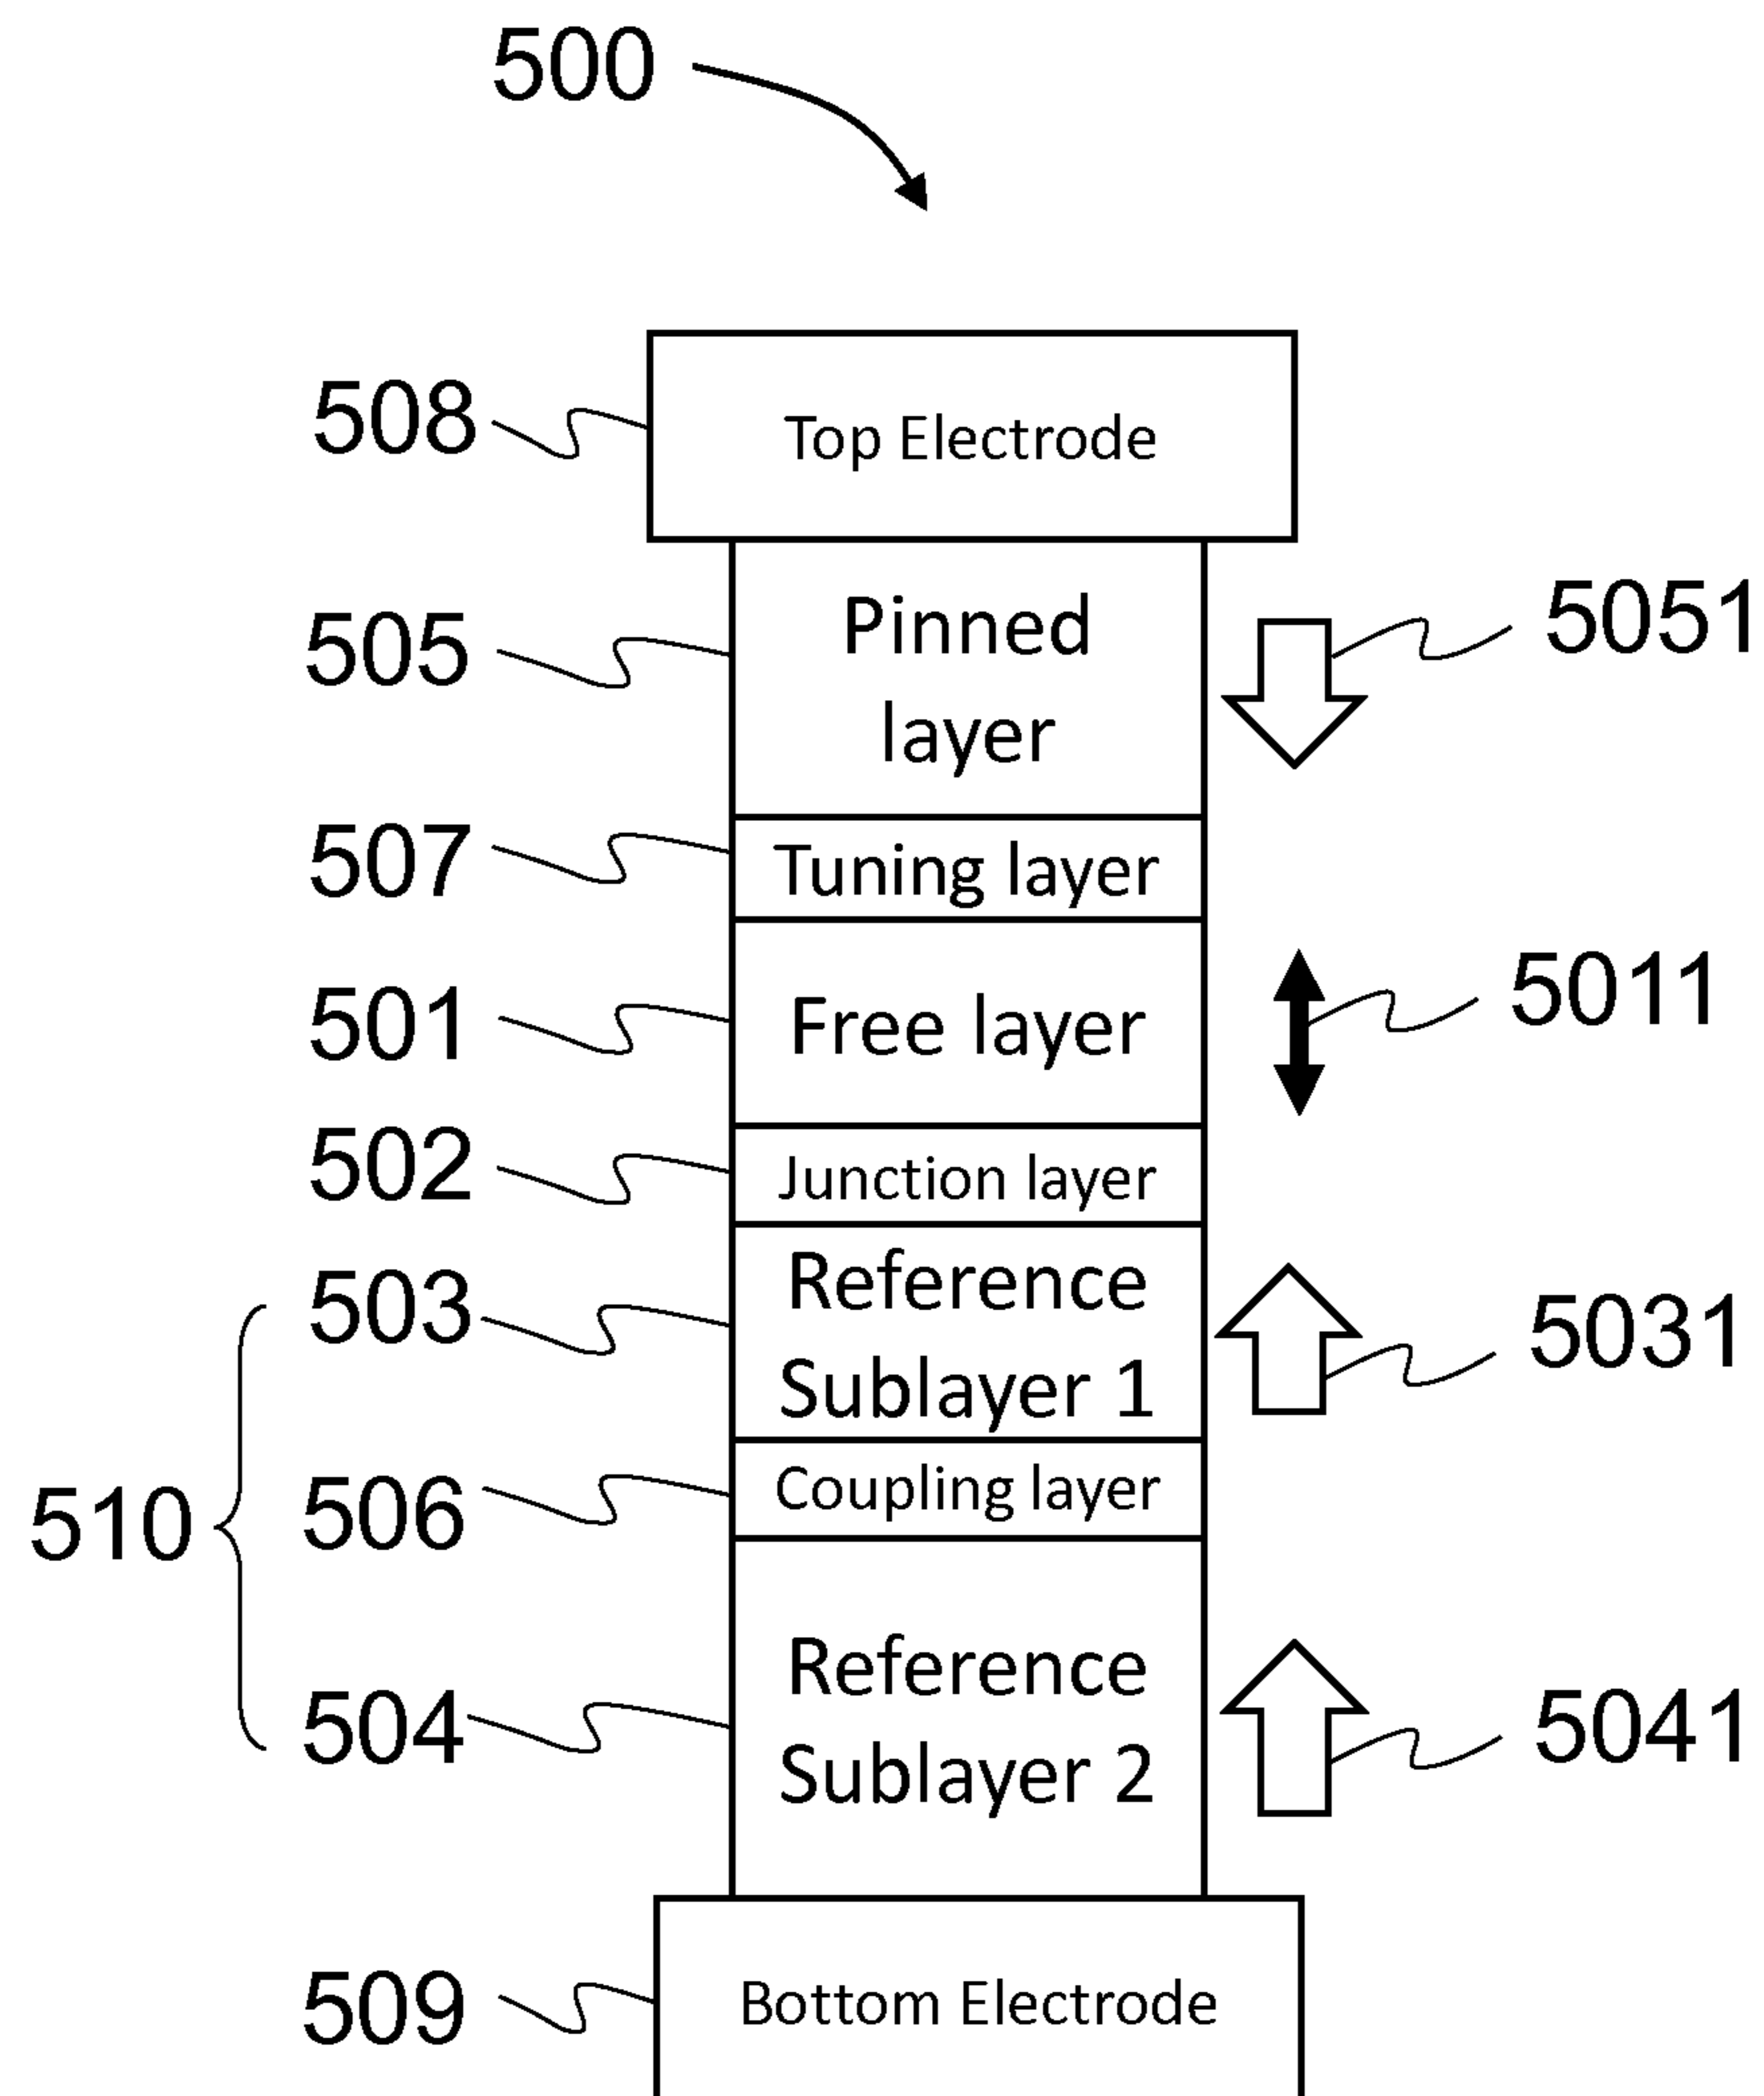 500
508
Top Electrode
505
Pinned
layer
5051
507
Tuning layer
501
Free layer
5011
502
Junction layer
503
Reference
Sublayer 1
5031
510
506
Coupling layer
504
Reference
Sublayer 2
5041
509
Bottom Electrode